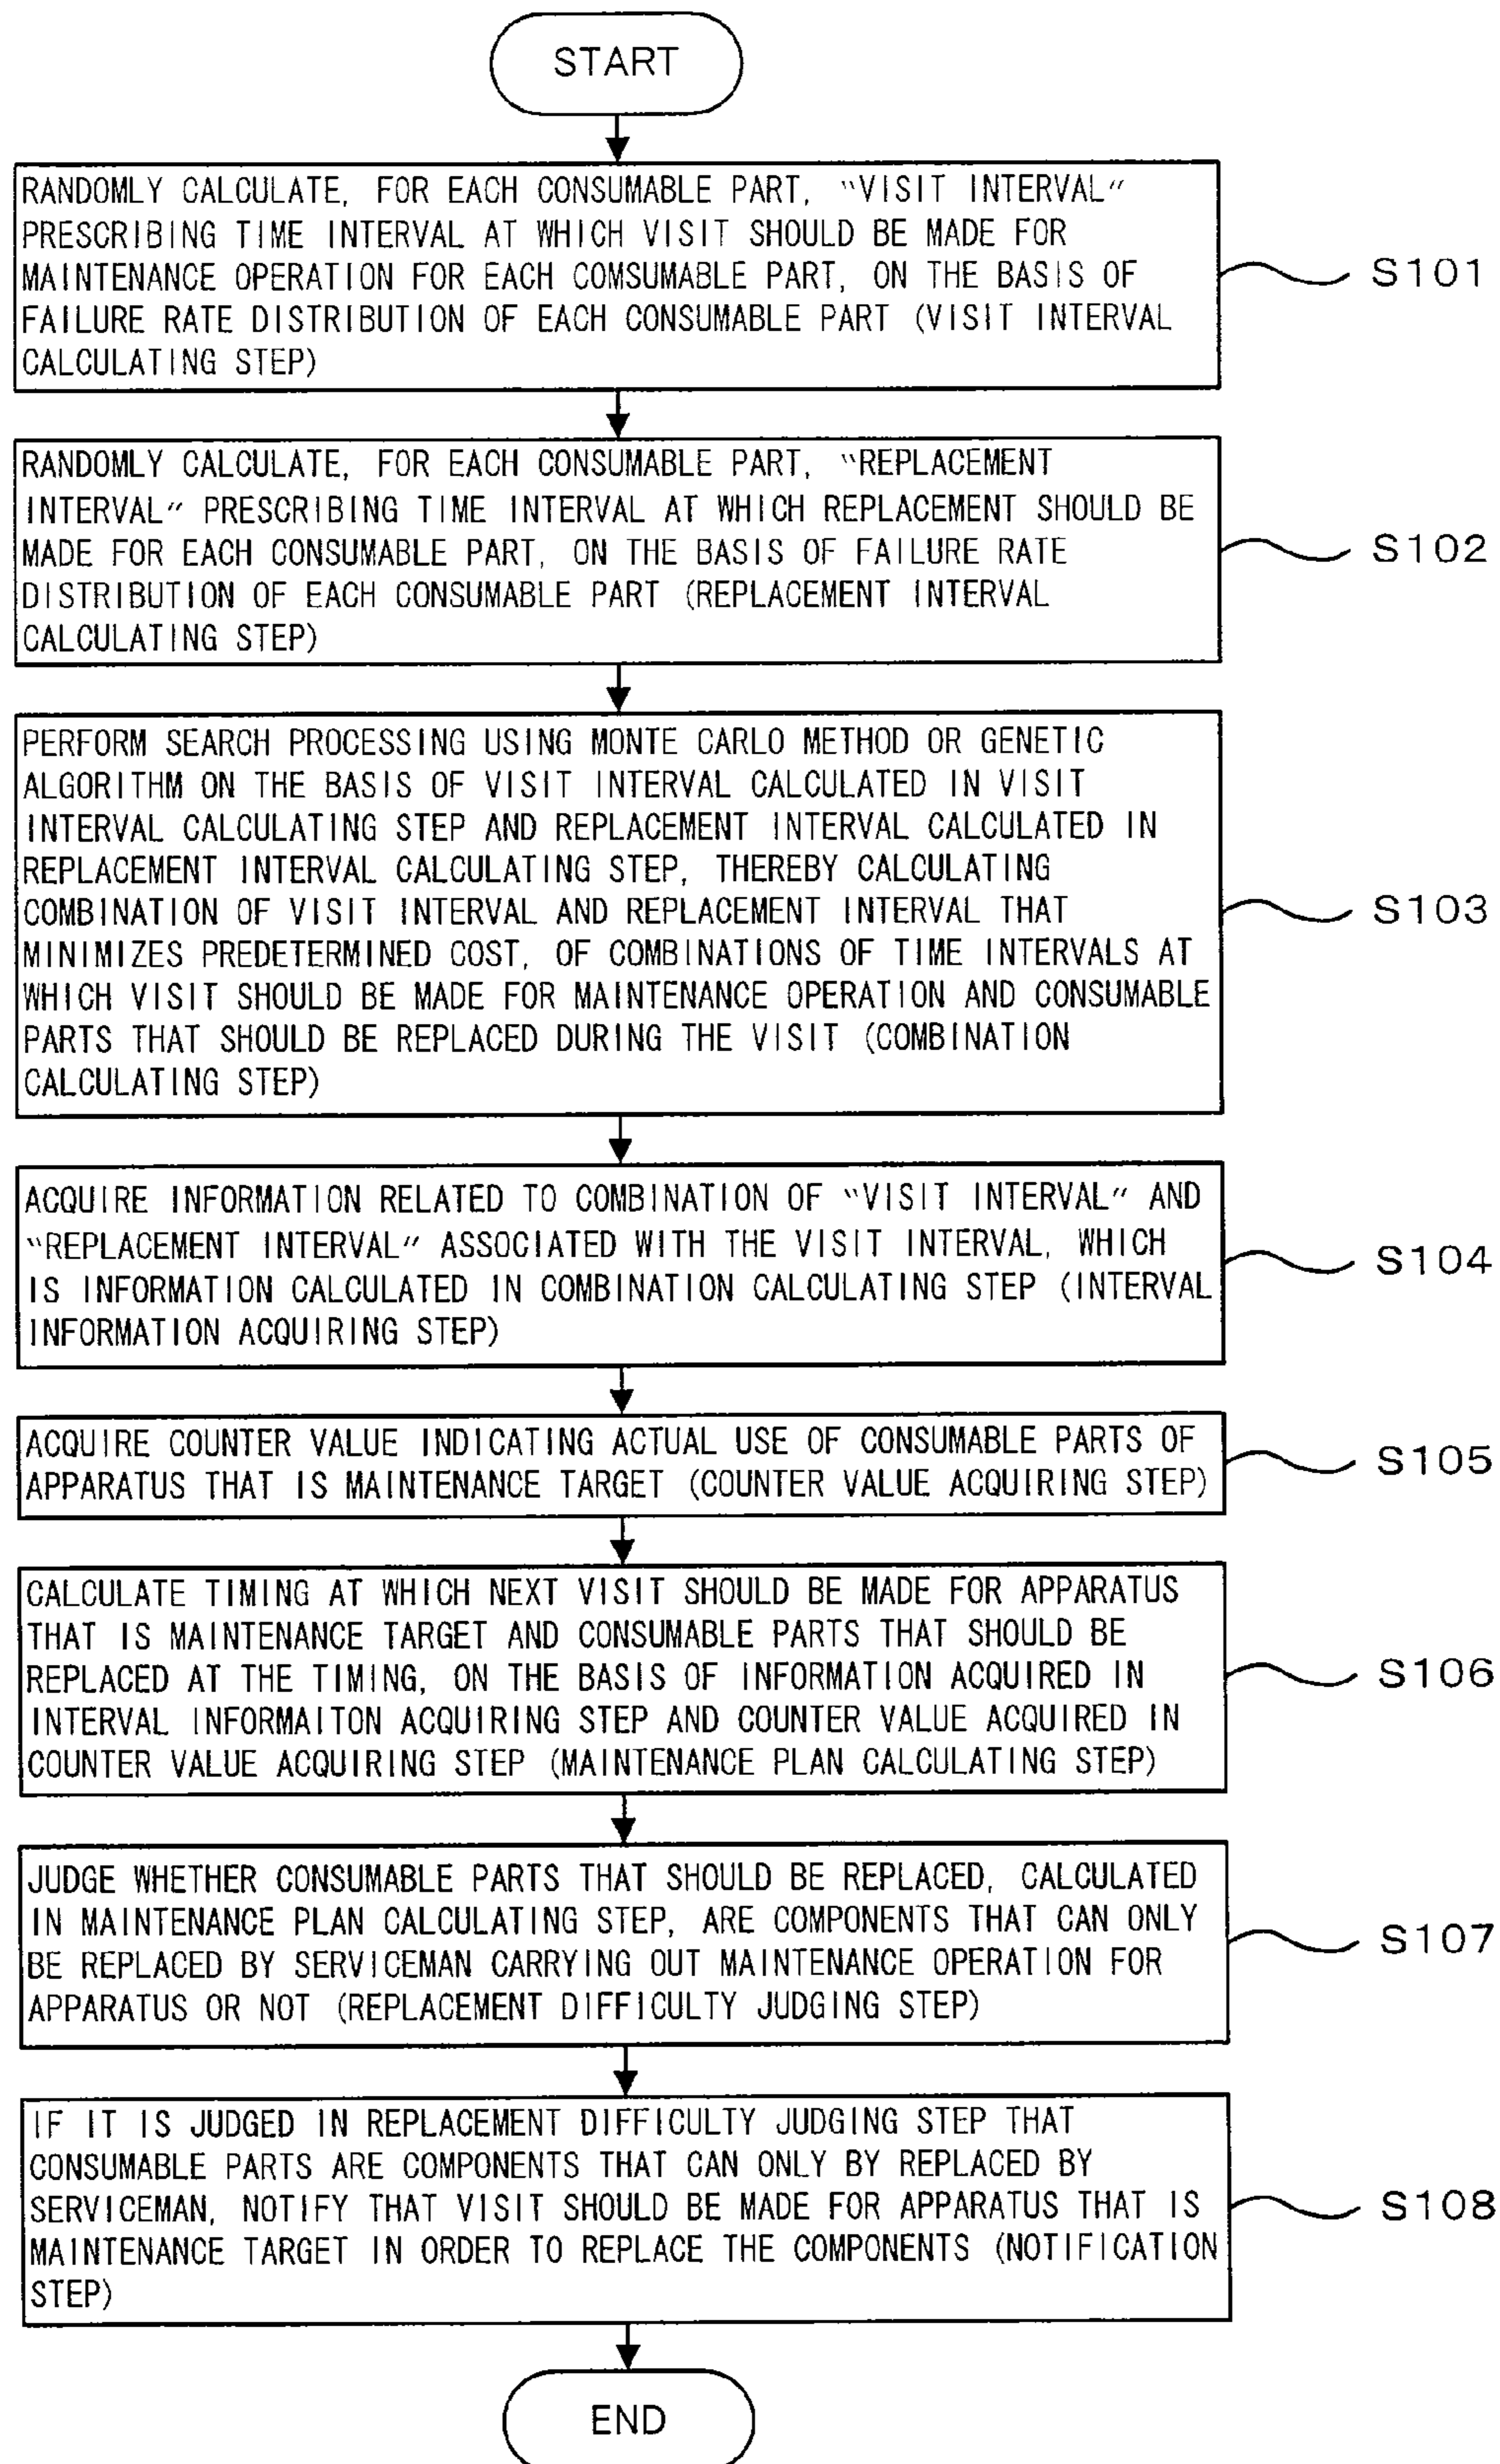 START
RANDOMLY CALCULATE, FOR EACH CONSUMABLE PART, "VISIT INTERVAL"
PRESCRIBING TIME INTERVAL AT WHICH VISIT SHOULD BE MADE FOR
MAINTENANCE OPERATION FOR EACH COMSUMABLE PART, ON THE BASIS OF
FAILURE RATE DISTRIBUTION OF EACH CONSUMABLE PART (VISIT INTERVAL
CALCULATING STEP)
S101
RANDOMLY CALCULATE, FOR EACH CONSUMABLE PART, "REPLACEMENT
INTERVAL" PRESCRIBING TIME INTERVAL AT WHICH REPLACEMENT SHOULD BE
MADE FOR EACH CONSUMABLE PART, ON THE BASIS OF FAILURE RATE
DISTRIBUTION OF EACH CONSUMABLE PART (REPLACEMENT INTERVAL
CALCULATING STEP)
S102
PERFORM SEARCH PROCESSING USING MONTE CARLO METHOD OR GENETIC
ALGORITHM ON THE BASIS OF VISIT INTERVAL CALCULATED IN VISIT
INTERVAL CALCULATING STEP AND REPLACEMENT INTERVAL CALCULATED IN
REPLACEMENT INTERVAL CALCULATING STEP, THEREBY CALCULATING
COMBINATION OF VISIT INTERVAL AND REPLACEMENT INTERVAL THAT
MINIMIZES PREDETERMINED COST, OF COMBINATIONS OF TIME INTERVALS AT
WHICH VISIT SHOULD BE MADE FOR MAINTENANCE OPERATION AND CONSUMABLE
PARTS THAT SHOULD BE REPLACED DURING THE VISIT (COMBINATION
CALCULATING STEP)
S103
ACQUIRE INFORMATION RELATED TO COMBINATION OF "VISIT INTERVAL" AND
"REPLACEMENT INTERVAL" ASSOCIATED WITH THE VISIT INTERVAL, WHICH
IS INFORMATION CALCULATED IN COMBINATION CALCULATING STEP (INTERVAL
INFORMATION ACQUIRING STEP)
S104
ACQUIRE COUNTER VALUE INDICATING ACTUAL USE OF CONSUMABLE PARTS OF
APPARATUS THAT IS MAINTENANCE TARGET (COUNTER VALUE ACQUIRING STEP)
S105
CALCULATE TIMING AT WHICH NEXT VISIT SHOULD BE MADE FOR APPARATUS
THAT IS MAINTENANCE TARGET AND CONSUMABLE PARTS THAT SHOULD BE
REPLACED AT THE TIMING, ON THE BASIS OF INFORMATION ACQUIRED IN
INTERVAL INFORMAITON ACQUIRING STEP AND COUNTER VALUE ACQUIRED IN
COUNTER VALUE ACQUIRING STEP (MAINTENANCE PLAN CALCULATING STEP)
S106
JUDGE WHETHER CONSUMABLE PARTS THAT SHOULD BE REPLACED, CALCULATED
IN MAINTENANCE PLAN CALCULATING STEP, ARE COMPONENTS THAT CAN ONLY
BE REPLACED BY SERVICEMAN CARRYING OUT MAINTENANCE OPERATION FOR
APPARATUS OR NOT (REPLACEMENT DIFFICULTY JUDGING STEP)
S107
IF IT IS JUDGED IN REPLACEMENT DIFFICULTY JUDGING STEP THAT
CONSUMABLE PARTS ARE COMPONENTS THAT CAN ONLY BY REPLACED BY
SERVICEMAN, NOTIFY THAT VISIT SHOULD BE MADE FOR APPARATUS THAT IS
MAINTENANCE TARGET IN ORDER TO REPLACE THE COMPONENTS (NOTIFICATION
STEP)
S108
END